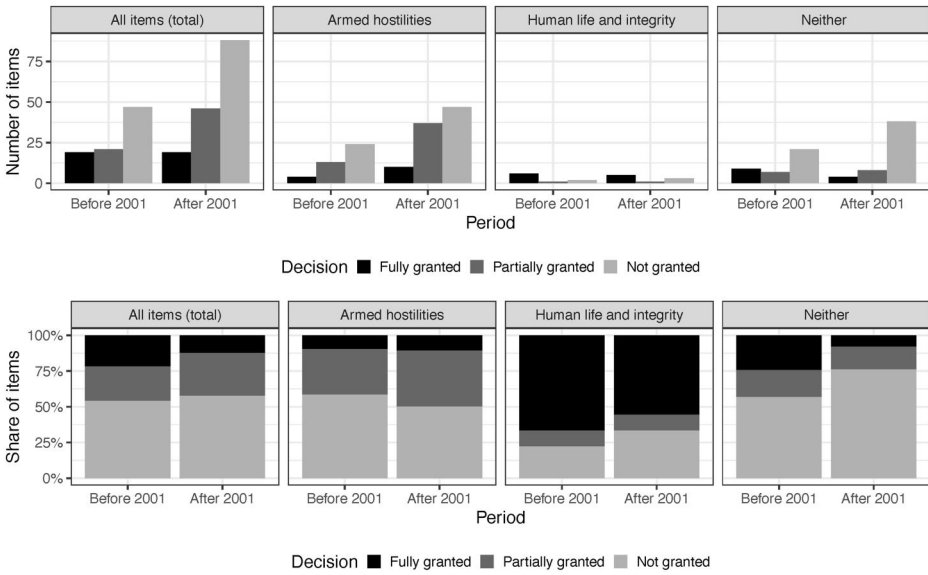 All items (total) Armed hostilities Human life and integrity Neither
Number of items
75
50
25
0
Before 2001 After 2001 Before 2001 After 2001 Before 2001 After 2001 Before 2001 After 2001
Period
Decision Fully granted Partially granted Not granted
All items (total) Armed hostilities Human life and integrity Neither
Share of items
100%
75%
50%
25%
0%
Before 2001 After 2001 Before 2001 After 2001 Before 2001 After 2001 Before 2001 After 2001
Period
Decision Fully granted Partially granted Not granted